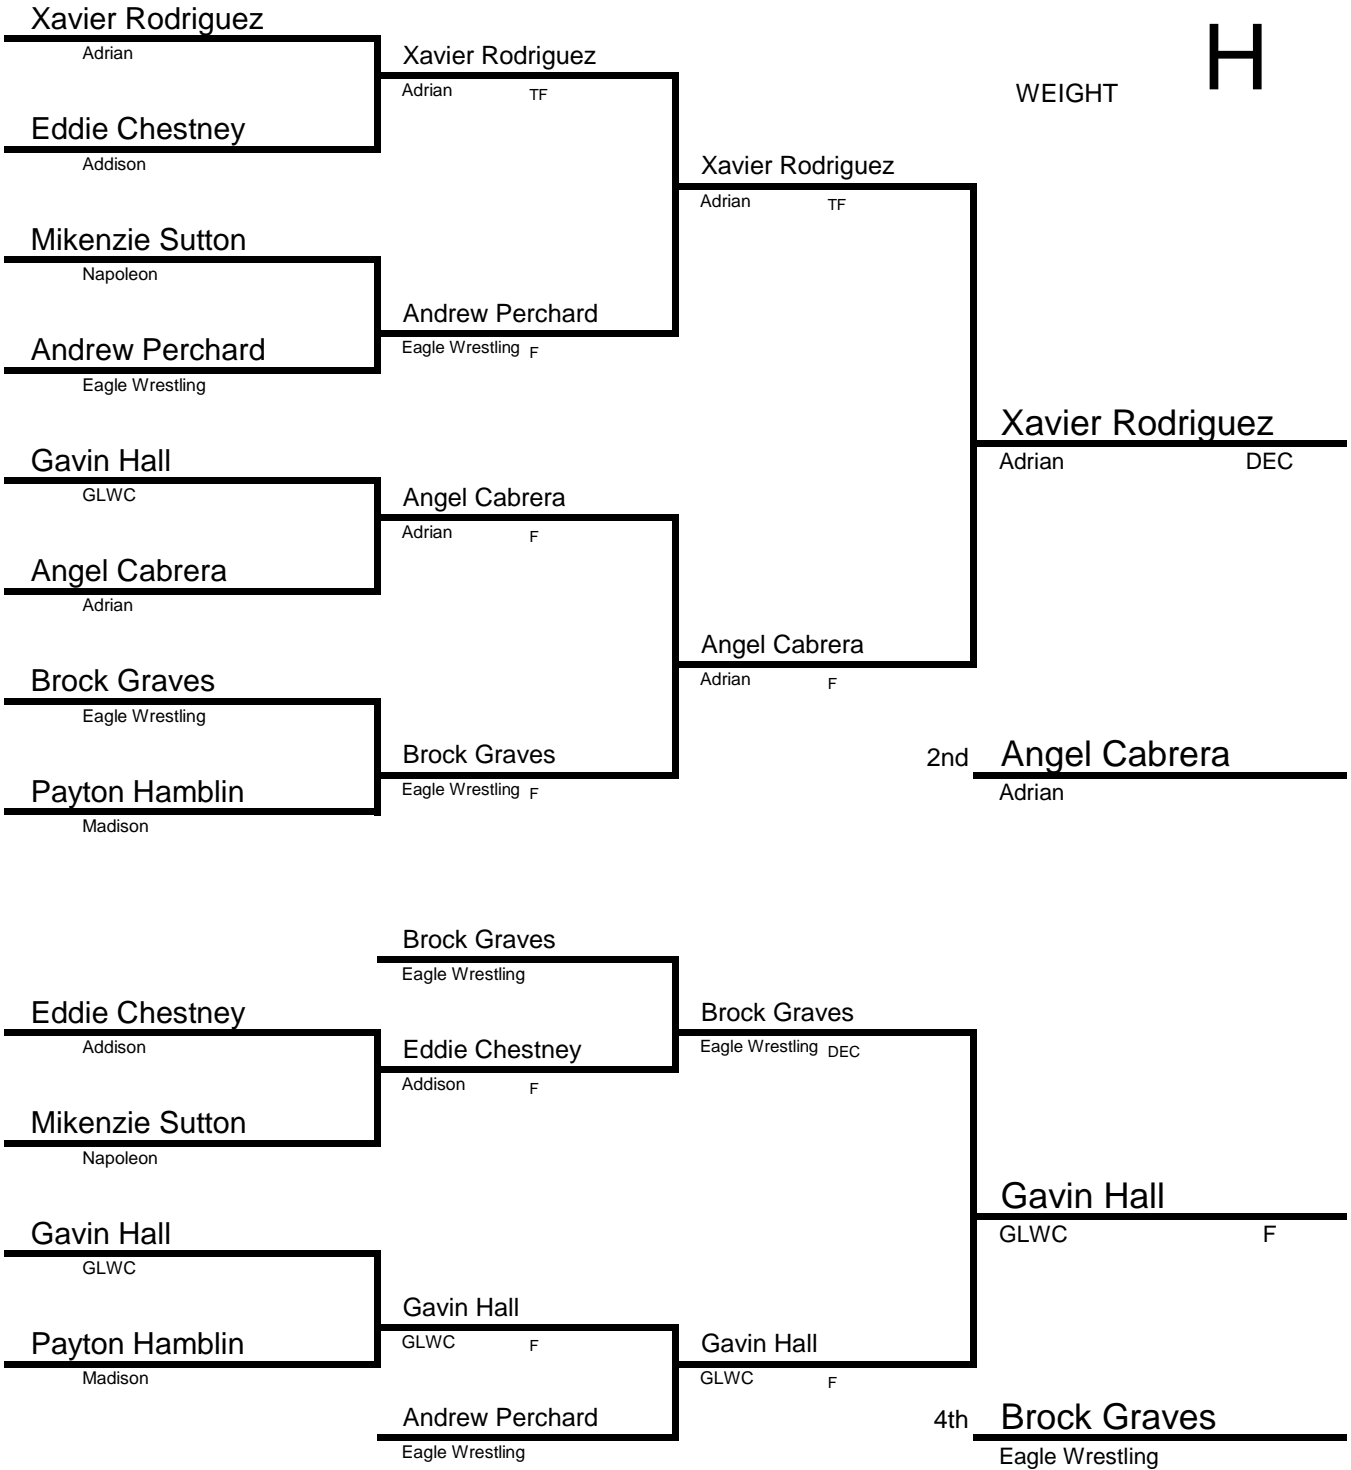 Xavier Rodriguez
Adrian
Eddie Chestney
Addison
Mikenzie Sutton
Napoleon
Andrew Perchard
Eagle Wrestling
Gavin Hall
GLWC
Angel Cabrera
Adrian
Brock Graves
Eagle Wrestling
Payton Hamblin
Madison
Xavier Rodriguez
Adrian TF
Andrew Perchard
Eagle Wrestling F
Angel Cabrera
Adrian F
Brock Graves
Eagle Wrestling F
Xavier Rodriguez
Adrian TF
Angel Cabrera
Adrian F
WEIGHT H
Xavier Rodriguez
Adrian DEC
2nd Angel Cabrera
Adrian
Eddie Chestney
Addison
Mikenzie Sutton
Napoleon
Gavin Hall
GLWC
Payton Hamblin
Madison
Brock Graves
Eagle Wrestling
Eddie Chestney
Addison F
Gavin Hall
GLWC F
Andrew Perchard
Eagle Wrestling
Brock Graves
Eagle Wrestling DEC
Gavin Hall
GLWC F
Gavin Hall
GLWC F
4th Brock Graves
Eagle Wrestling